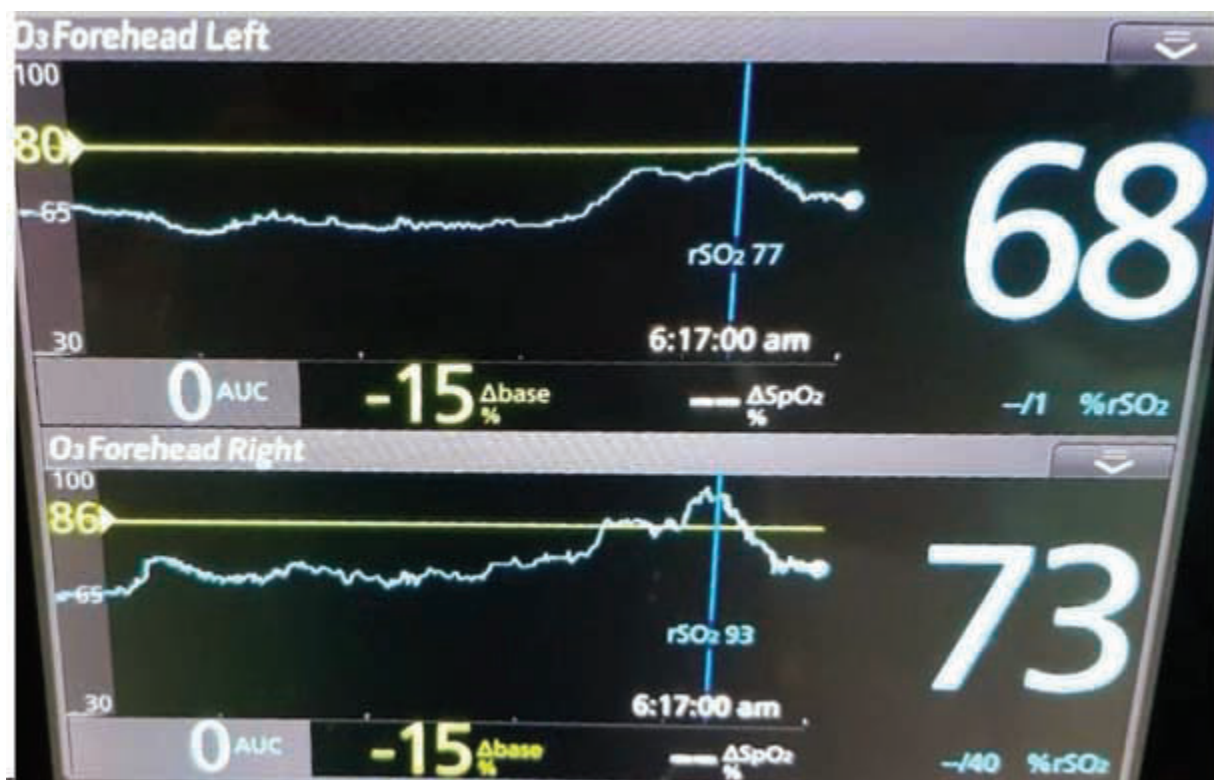 O3 Forehead Left
100
80
65
rSO2 77
68
30
6:17:00 am
0 AUC
-15 Δbase %
-- ΔSpO2 %
--/1 %rSO2
O3 Forehead Right
100
86
65
rSO2 93
73
30
6:17:00 am
0 AUC
-15 Δbase %
-- ΔSpO2 %
--/40 %rSO2